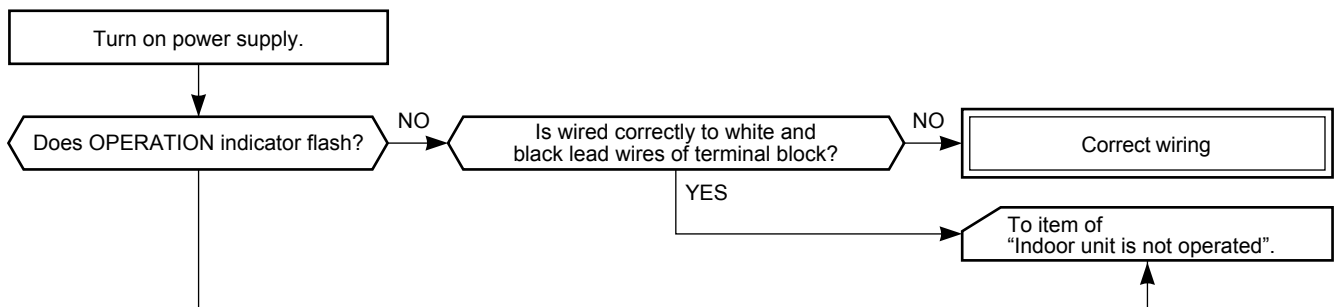 Turn on power supply.
Does OPERATION indicator flash?
NO
Is wired correctly to white and
black lead wires of terminal block?
NO
Correct wiring
YES
To item of
“Indoor unit is not operated”.